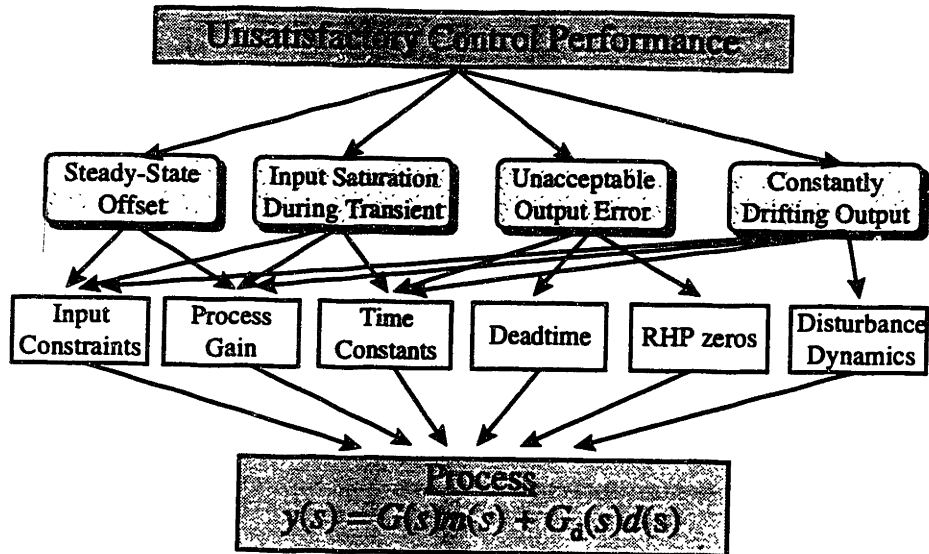 Unsatisfactory Control Performance
Steady-State
Offset
Input Saturation
During Transient
Unacceptable
Output Error
Constantly
Drifting Output
Input
Constraints
Process
Gain
Time
Constants
Deadtime
RHP zeros
Disturbance
Dynamics
Process
y(s) = G(s)m(s) + G_d(s)d(s)